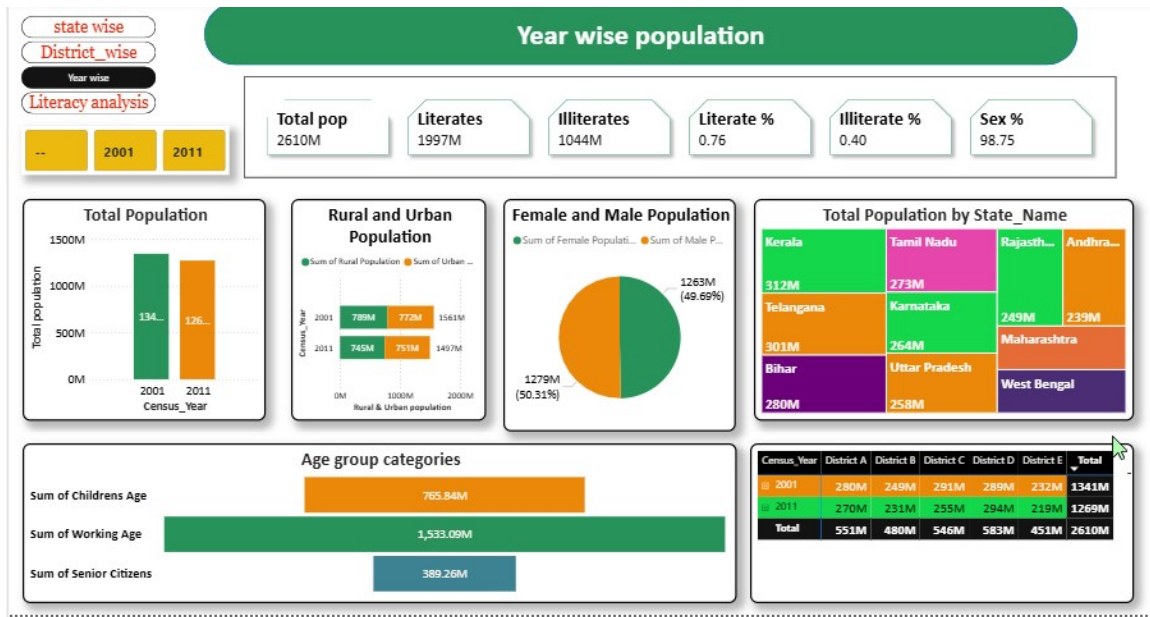 state wise
District_wise
Year wise
Literacy analysis
--
2001
2011
Year wise population
Total pop
2610M
Literates
1997M
Illiterates
1044M
Literate %
0.76
Illiterate %
0.40
Sex %
98.75
Total Population
Total population
1500M
1000M
500M
0M
134...
126...
2001 2011
Census_Year
Rural and Urban
Population
Sum of Rural Population Sum of Urban ...
Census_Year
2001 789M 772M 1561M
2011 745M 751M 1497M
0M 1000M 2000M
Rural & Urban population
Female and Male Population
Sum of Female Populati... Sum of Male P...
1263M
(49.69%)
1279M
(50.31%)
Total Population by State_Name
Kerala
312M
Telangana
301M
Bihar
280M
Tamil Nadu
273M
Karnataka
264M
Uttar Pradesh
258M
Rajasth...
249M
Andhra...
239M
Maharashtra
West Bengal
Age group categories
Sum of Childrens Age 765.84M
Sum of Working Age 1,533.09M
Sum of Senior Citizens 389.26M
Census_Year District A District B District C District D District E Total
2001 280M 249M 291M 289M 232M 1341M
2011 270M 231M 255M 294M 219M 1269M
Total 551M 480M 546M 583M 451M 2610M